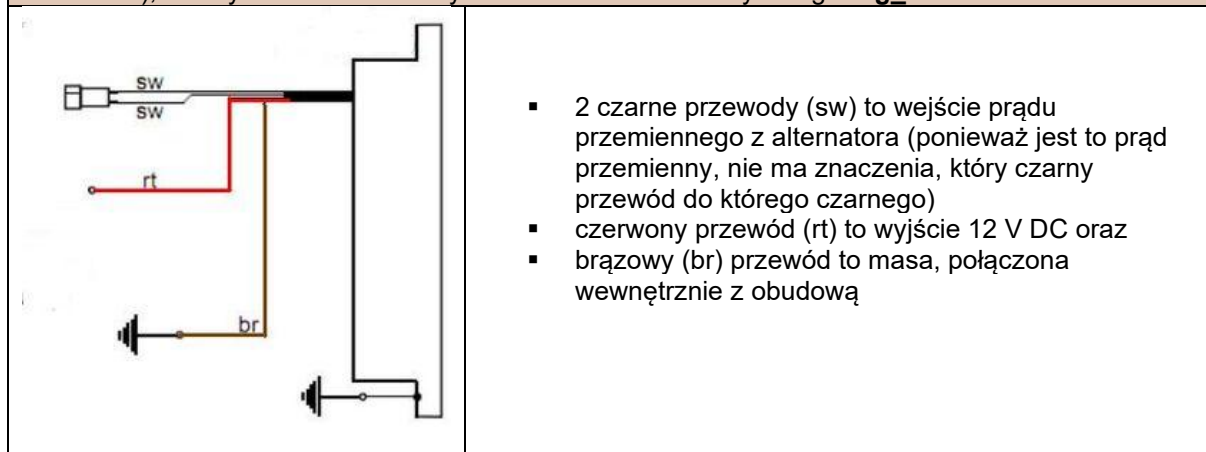 sw
sw
rt
br
▪ 2 czarne przewody (sw) to wejście prądu
przemiennego z alternatora (ponieważ jest to prąd
przemienny, nie ma znaczenia, który czarny
przewód do którego czarnego)
▪ czerwony przewód (rt) to wyjście 12 V DC oraz
▪ brązowy (br) przewód to masa, połączona
wewnętrznie z obudową